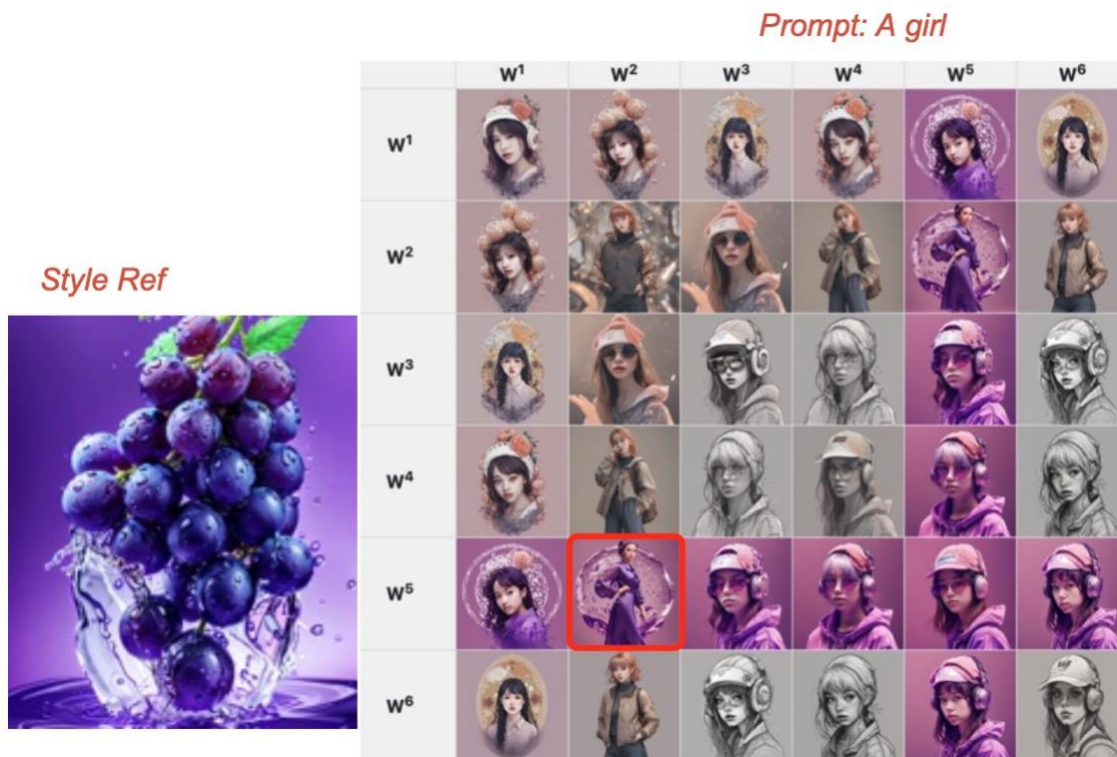 Prompt: A girl
W¹ W² W³ W⁴ W⁵ W⁶
W¹
W²
Style Ref
W³
W⁴
W⁵
W⁶